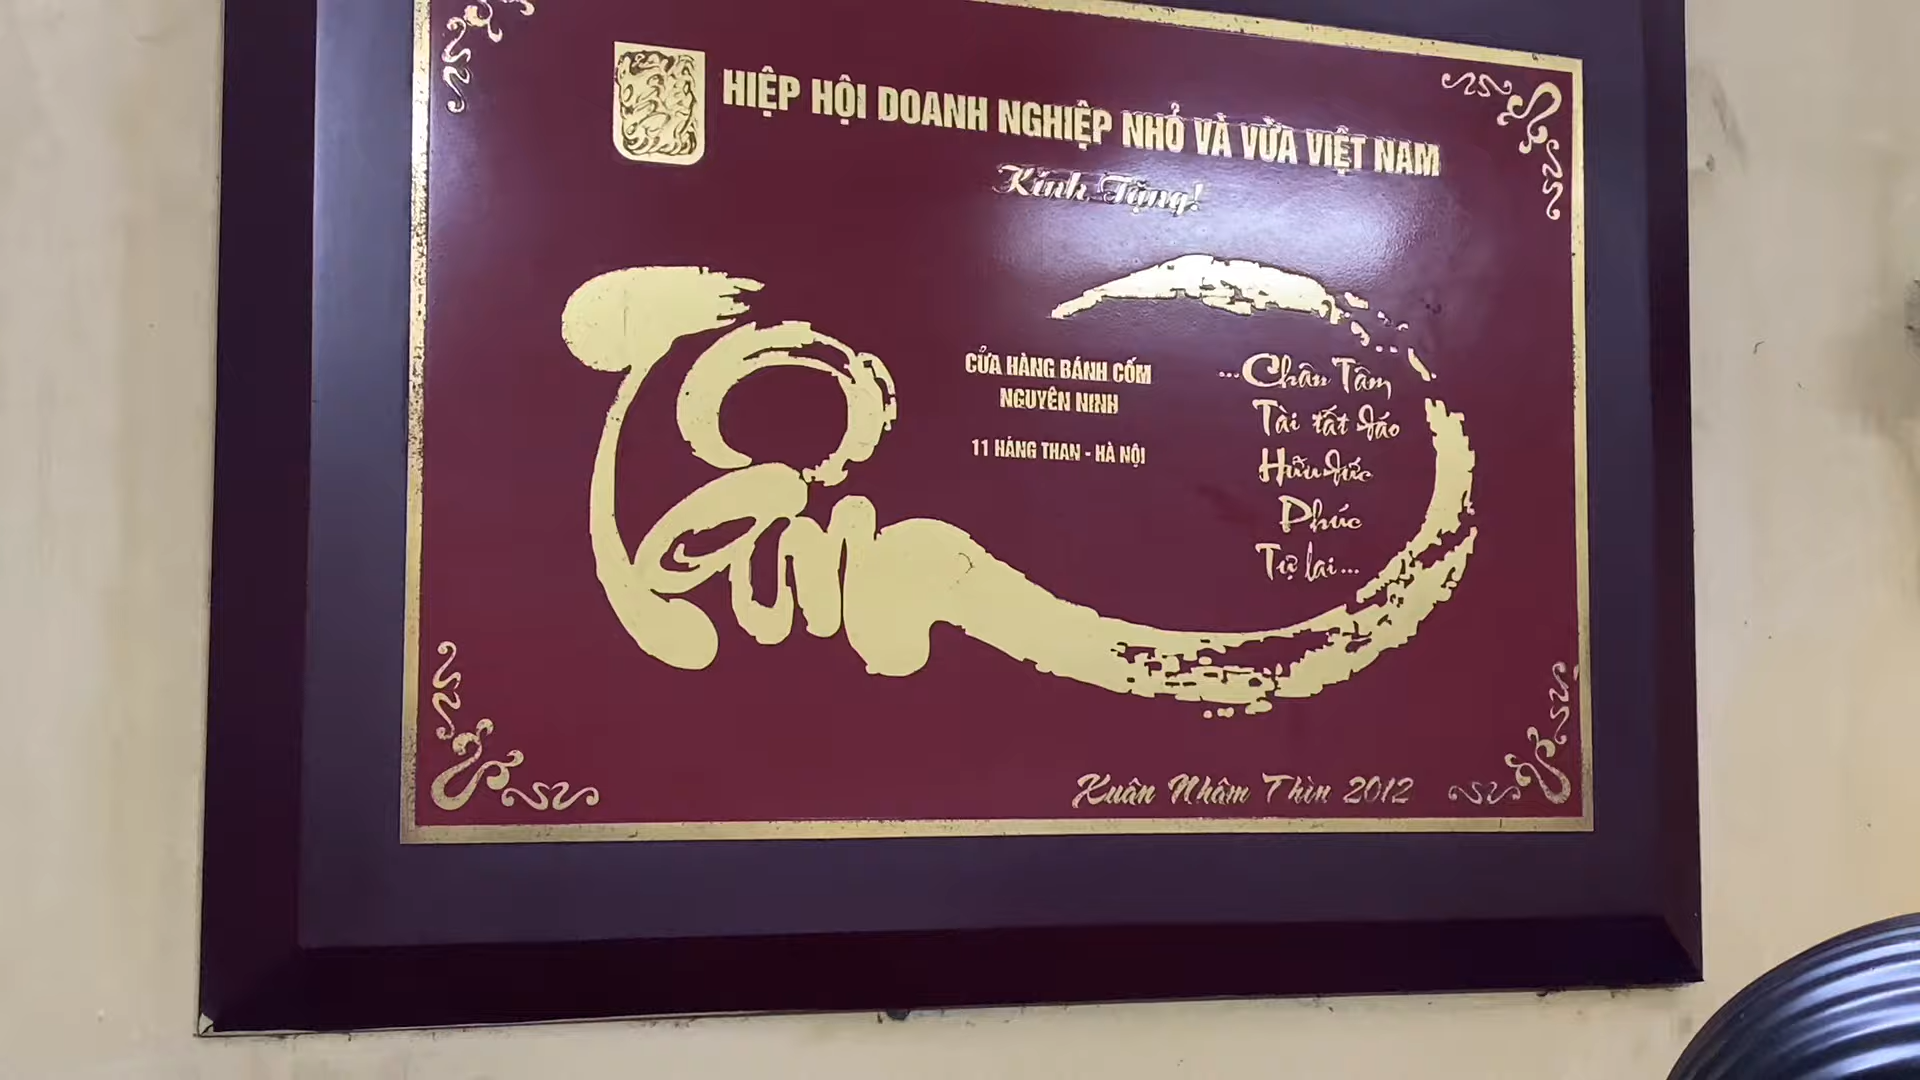 HIỆP HỘI DOANH NGHIỆP NHỎ VÀ VỪA VIỆT NAM
Kính Tặng!
Tâm
CỬA HÀNG BÁNH CỐM
NGUYÊN NINH
11 HÀNG THAN - HÀ NỘI
...Chân Tâm
Tài tất đáo
Hữu đức
Phúc
Tự lai...
Xuân Nhâm Thìn 2012